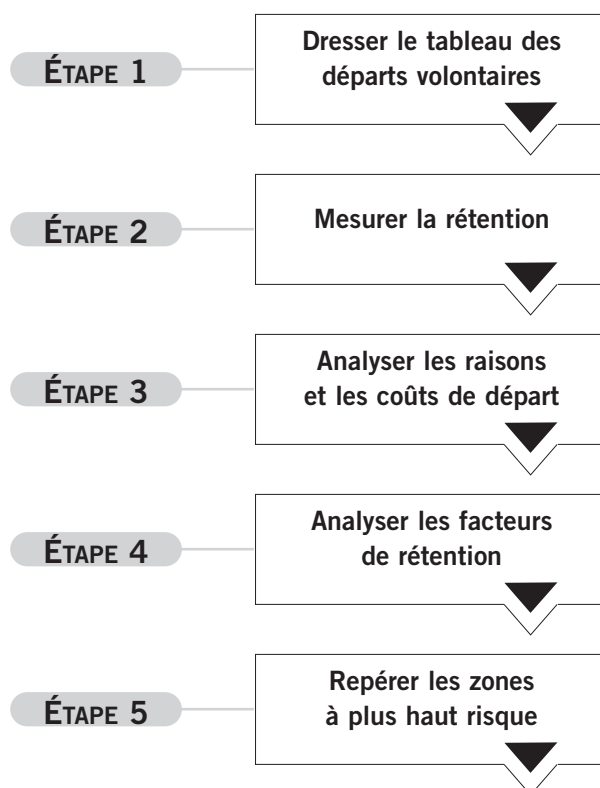 ÉTAPE 1
Dresser le tableau des
départs volontaires
ÉTAPE 2
Mesurer la rétention
ÉTAPE 3
Analyser les raisons
et les coûts de départ
ÉTAPE 4
Analyser les facteurs
de rétention
ÉTAPE 5
Repérer les zones
à plus haut risque